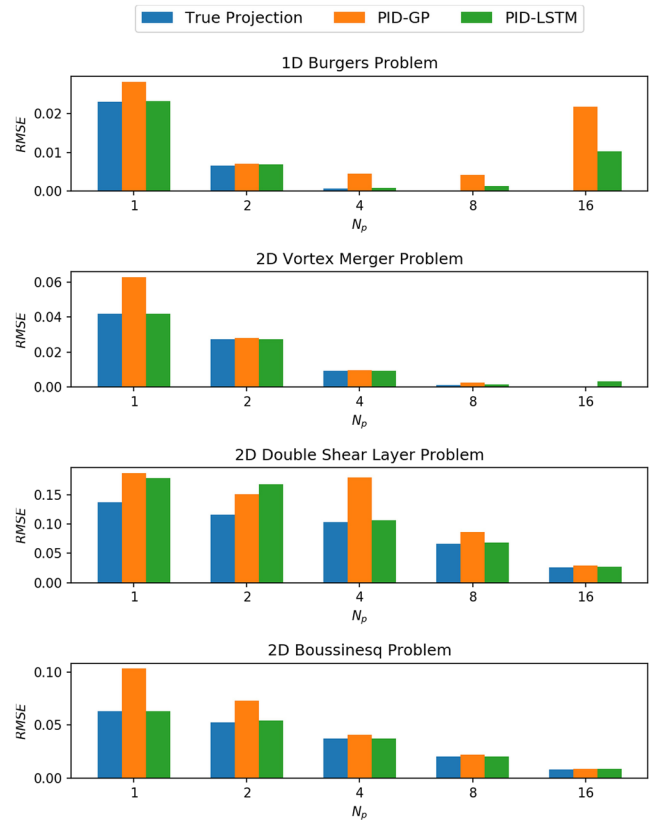 True Projection PID-GP PID-LSTM
1D Burgers Problem
RMSE
0.02
0.01
0.00
1 2 4 8 16
Np
2D Vortex Merger Problem
RMSE
0.06
0.04
0.02
0.00
1 2 4 8 16
Np
2D Double Shear Layer Problem
RMSE
0.15
0.10
0.05
0.00
1 2 4 8 16
Np
2D Boussinesq Problem
RMSE
0.10
0.05
0.00
1 2 4 8 16
Np